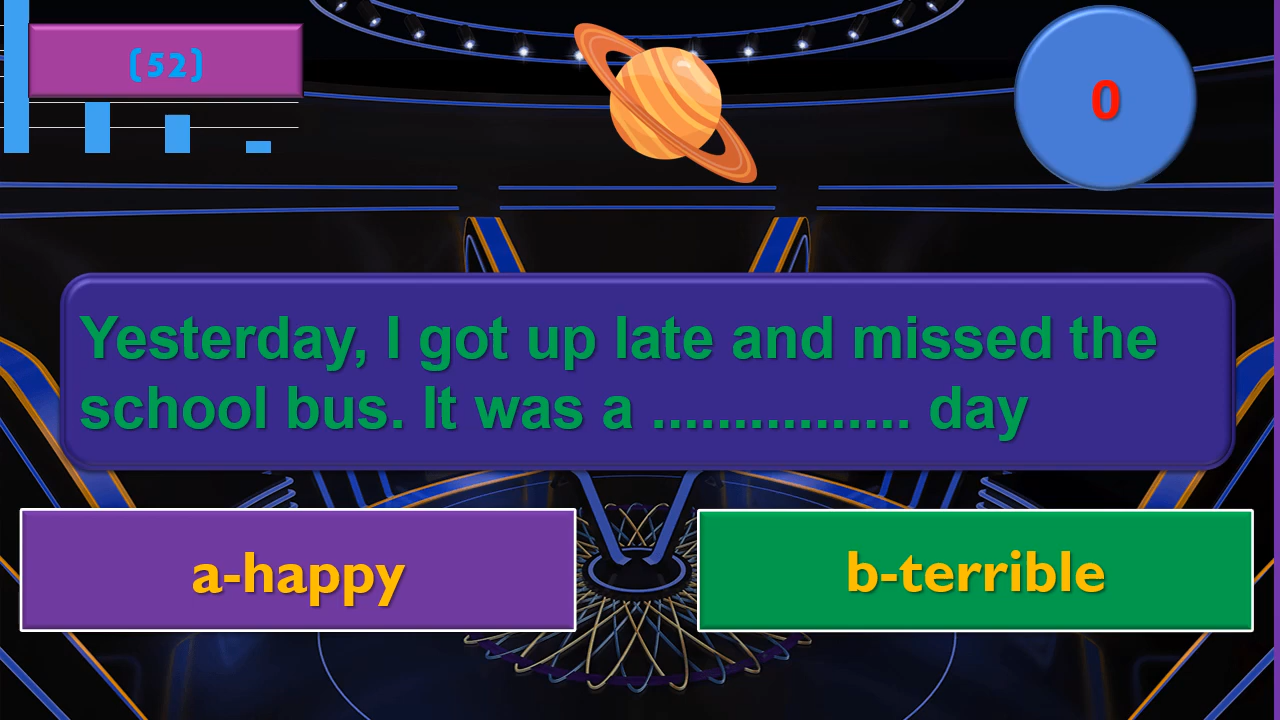 (52)
0
Yesterday, I got up late and missed the
school bus. It was a ................ day
a-happy
b-terrible